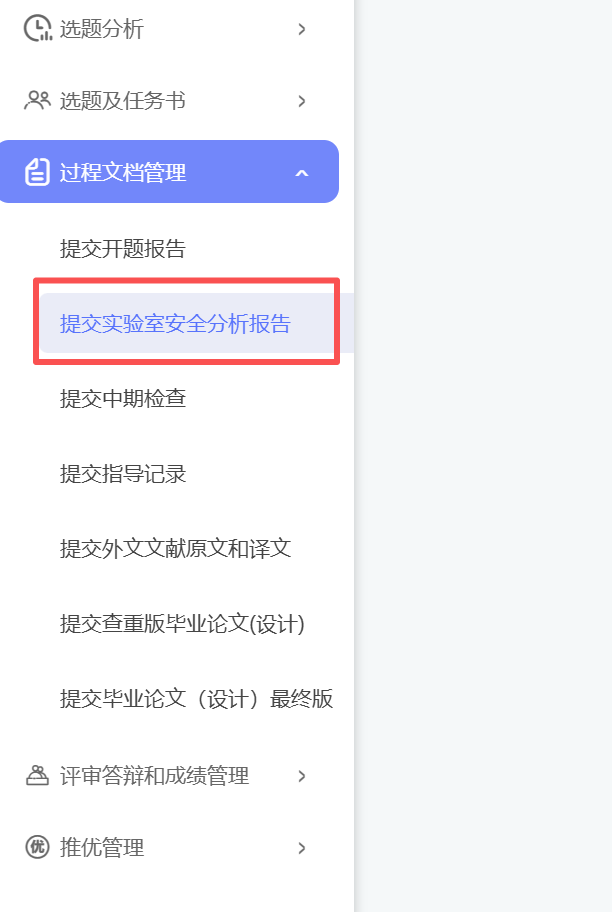 选题分析
选题及任务书
过程文档管理
提交开题报告
提交实验室安全分析报告
提交中期检查
提交指导记录
提交外文文献原文和译文
提交查重版毕业论文(设计)
提交毕业论文（设计）最终版
评审答辩和成绩管理
优 推优管理